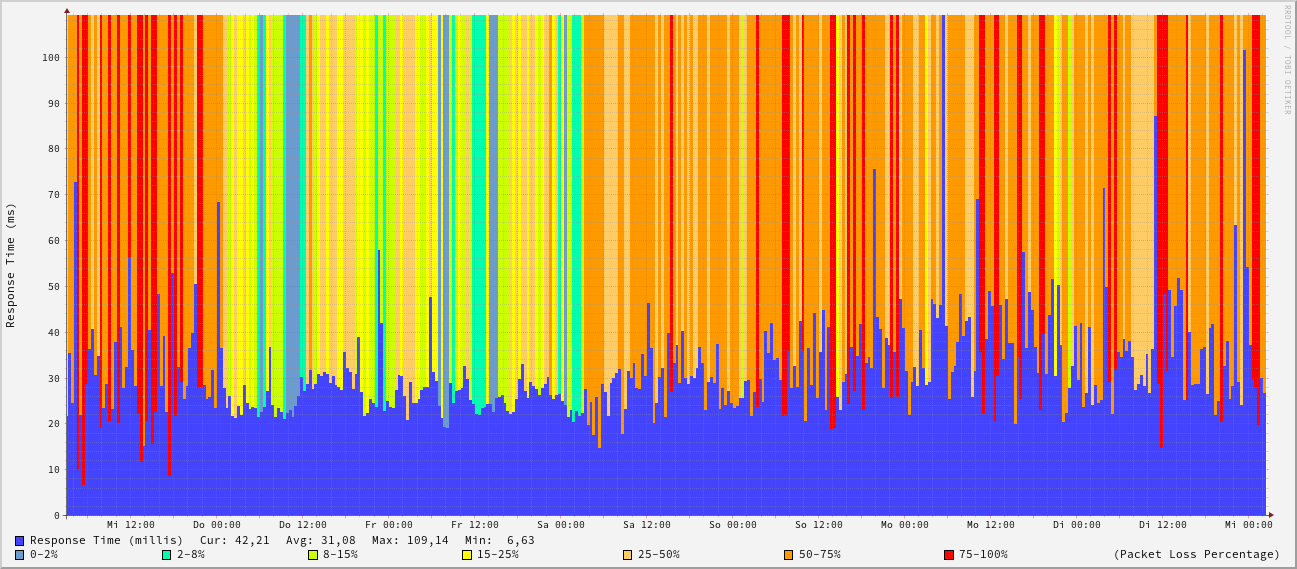 RRDTOOL / TOBI OETIKER
Response Time (ms)
100
90
80
70
60
50
40
30
20
10
0
Mi 12:00 Do 00:00 Do 12:00 Fr 00:00 Fr 12:00 Sa 00:00 Sa 12:00 So 00:00 So 12:00 Mo 00:00 Mo 12:00 Di 00:00 Di 12:00 Mi 00:00
Response Time (millis) Cur: 42,21 Avg: 31,08 Max: 109,14 Min: 6,63
0-2% 2-8% 8-15% 15-25% 25-50% 50-75% 75-100% (Packet Loss Percentage)